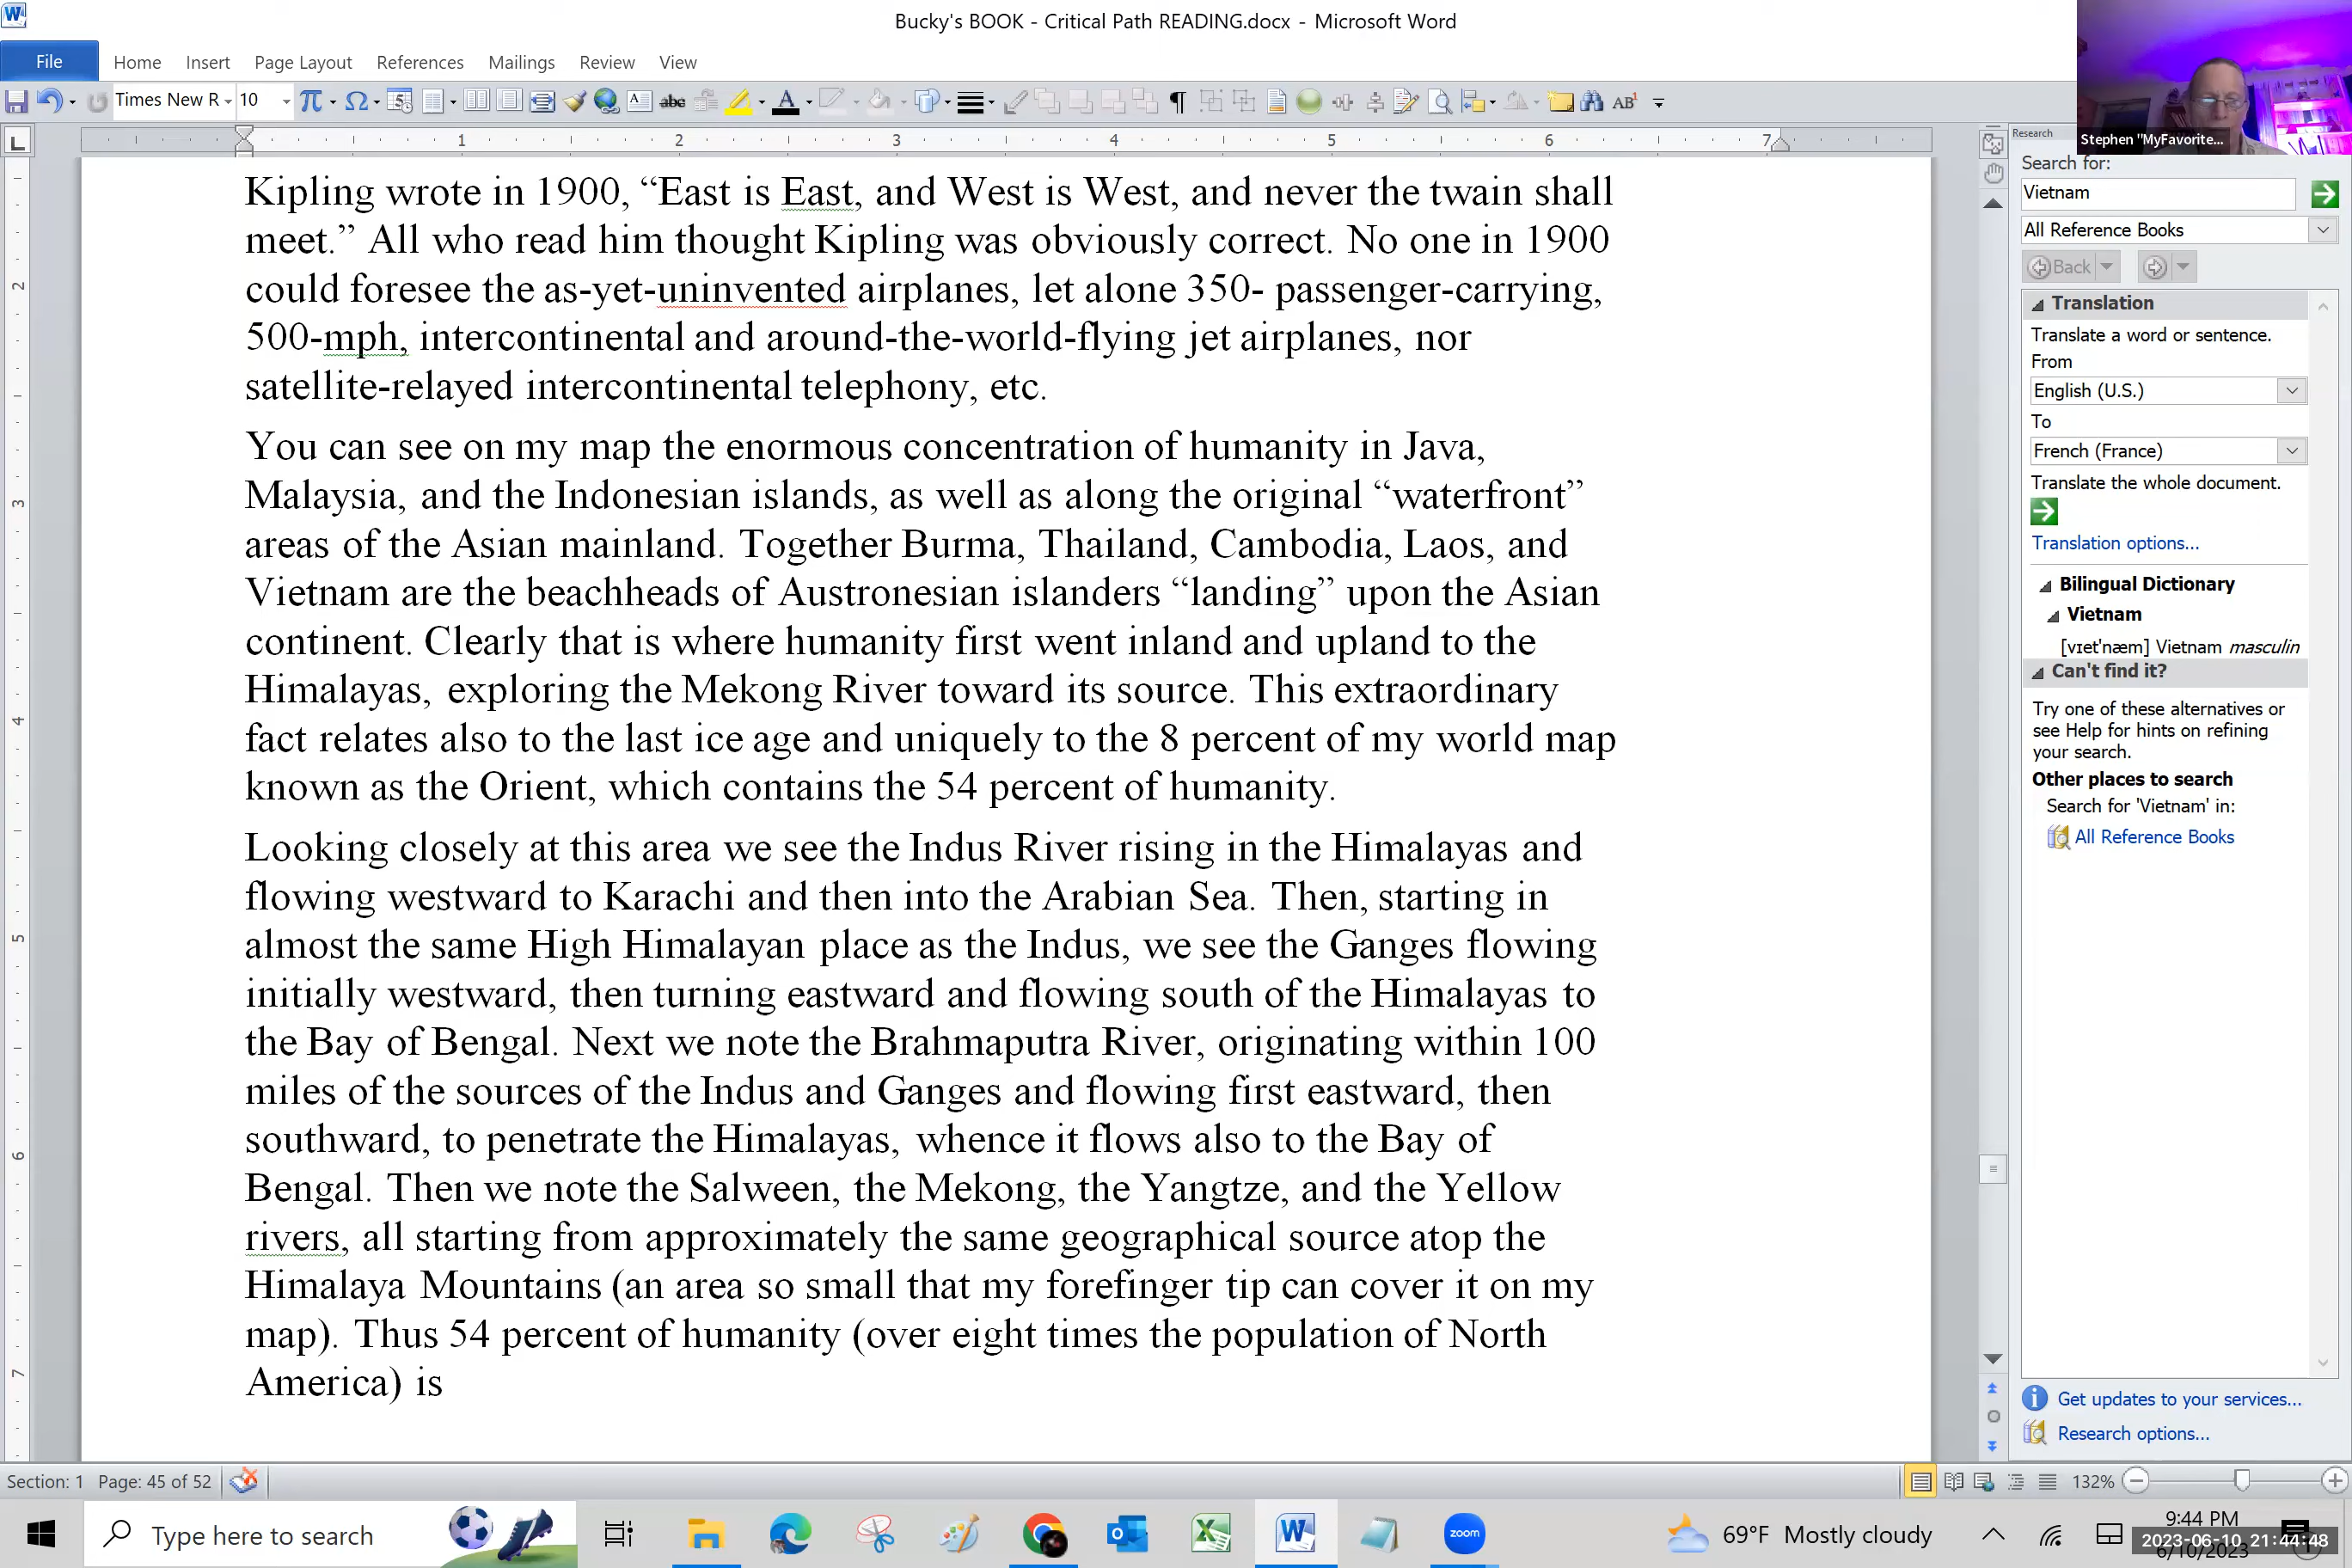 Bucky's BOOK - Critical Path READING.docx - Microsoft Word
File Home Insert Page Layout References Mailings Review View
Times New R 10
1 2 3 4 5 6 7
Stephen "MyFavorite...
Kipling wrote in 1900, “East is East, and West is West, and never the twain shall
meet.” All who read him thought Kipling was obviously correct. No one in 1900
could foresee the as-yet-uninvented airplanes, let alone 350- passenger-carrying,
500-mph, intercontinental and around-the-world-flying jet airplanes, nor
satellite-relayed intercontinental telephony, etc.
You can see on my map the enormous concentration of humanity in Java,
Malaysia, and the Indonesian islands, as well as along the original “waterfront”
areas of the Asian mainland. Together Burma, Thailand, Cambodia, Laos, and
Vietnam are the beachheads of Austronesian islanders “landing” upon the Asian
continent. Clearly that is where humanity first went inland and upland to the
Himalayas, exploring the Mekong River toward its source. This extraordinary
fact relates also to the last ice age and uniquely to the 8 percent of my world map
known as the Orient, which contains the 54 percent of humanity.
Looking closely at this area we see the Indus River rising in the Himalayas and
flowing westward to Karachi and then into the Arabian Sea. Then, starting in
almost the same High Himalayan place as the Indus, we see the Ganges flowing
initially westward, then turning eastward and flowing south of the Himalayas to
the Bay of Bengal. Next we note the Brahmaputra River, originating within 100
miles of the sources of the Indus and Ganges and flowing first eastward, then
southward, to penetrate the Himalayas, whence it flows also to the Bay of
Bengal. Then we note the Salween, the Mekong, the Yangtze, and the Yellow
rivers, all starting from approximately the same geographical source atop the
Himalaya Mountains (an area so small that my forefinger tip can cover it on my
map). Thus 54 percent of humanity (over eight times the population of North
America) is
2
3
4
5
6
7
Research
Search for:
Vietnam
All Reference Books
Back
Translation
Translate a word or sentence.
From
English (U.S.)
To
French (France)
Translate the whole document.
Translation options...
Bilingual Dictionary
Vietnam
[vɪet'næm] Vietnam masculin
Can't find it?
Try one of these alternatives or
see Help for hints on refining
your search.
Other places to search
Search for 'Vietnam' in:
All Reference Books
Get updates to your services...
Research options...
Section: 1 Page: 45 of 52
132%
Type here to search
zoom
69°F Mostly cloudy
9:44 PM
2023-06-10_21:44:48
6/10/2023